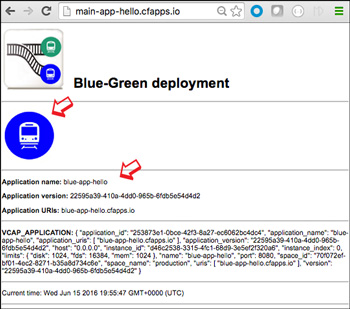 main-app-hello.cfapps.io
Blue-Green deployment
Application name: blue-app-hello
Application version: 22595a39-410a-4dd0-965b-6fdb5e54d4d2
Application URIs: blue-app-hello.cfapps.io
VCAP_APPLICATION: { "application_id": "253873e1-0bce-42f3-8a27-ec6062bc4dc4", "application_name": "blue-
app-hello", "application_uris": [ "blue-app-hello.cfapps.io" ], "application_version": "22595a39-410a-4dd0-965b-
6fdb5e54d4d2", "host": "0.0.0.0", "instance_id": "d46c2538-3315-4fc1-68d9-3e5ef2f320a6", "instance_index": 0,
"limits": { "disk": 1024, "fds": 16384, "mem": 1024 }, "name": "blue-app-hello", "port": 8080, "space_id": "70f072ef-
bf01-4ec2-8271-b35a8d734c6e", "space_name": "production", "uris": [ "blue-app-hello.cfapps.io" ], "version":
"22595a39-410a-4dd0-965b-6fdb5e54d4d2" }
Current time: Wed Jun 15 2016 19:55:47 GMT+0000 (UTC)